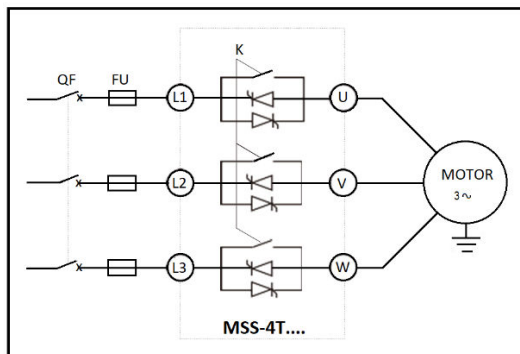 K
QF FU
L1 U
L2 V
MOTOR
3~
L3 W
MSS-4T....